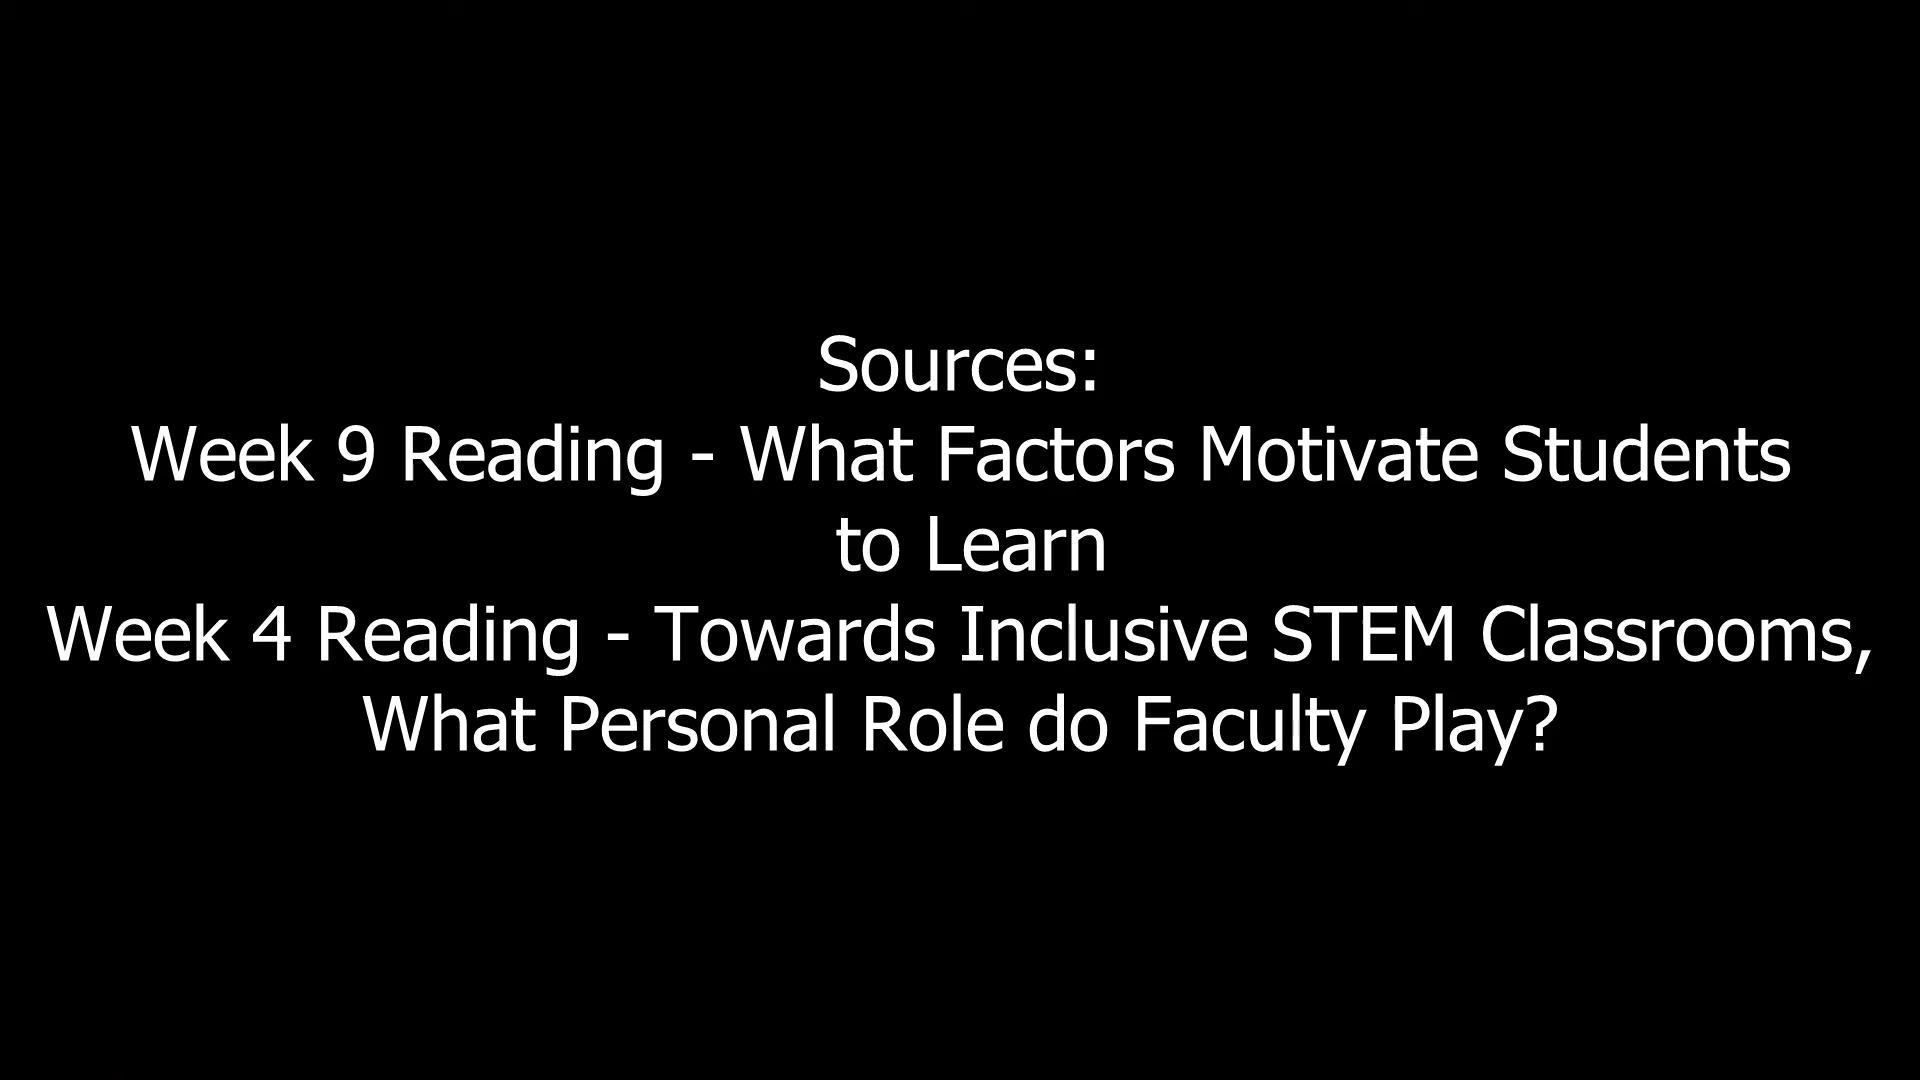 Sources:
Week 9 Reading - What Factors Motivate Students
to Learn
Week 4 Reading - Towards Inclusive STEM Classrooms,
What Personal Role do Faculty Play?